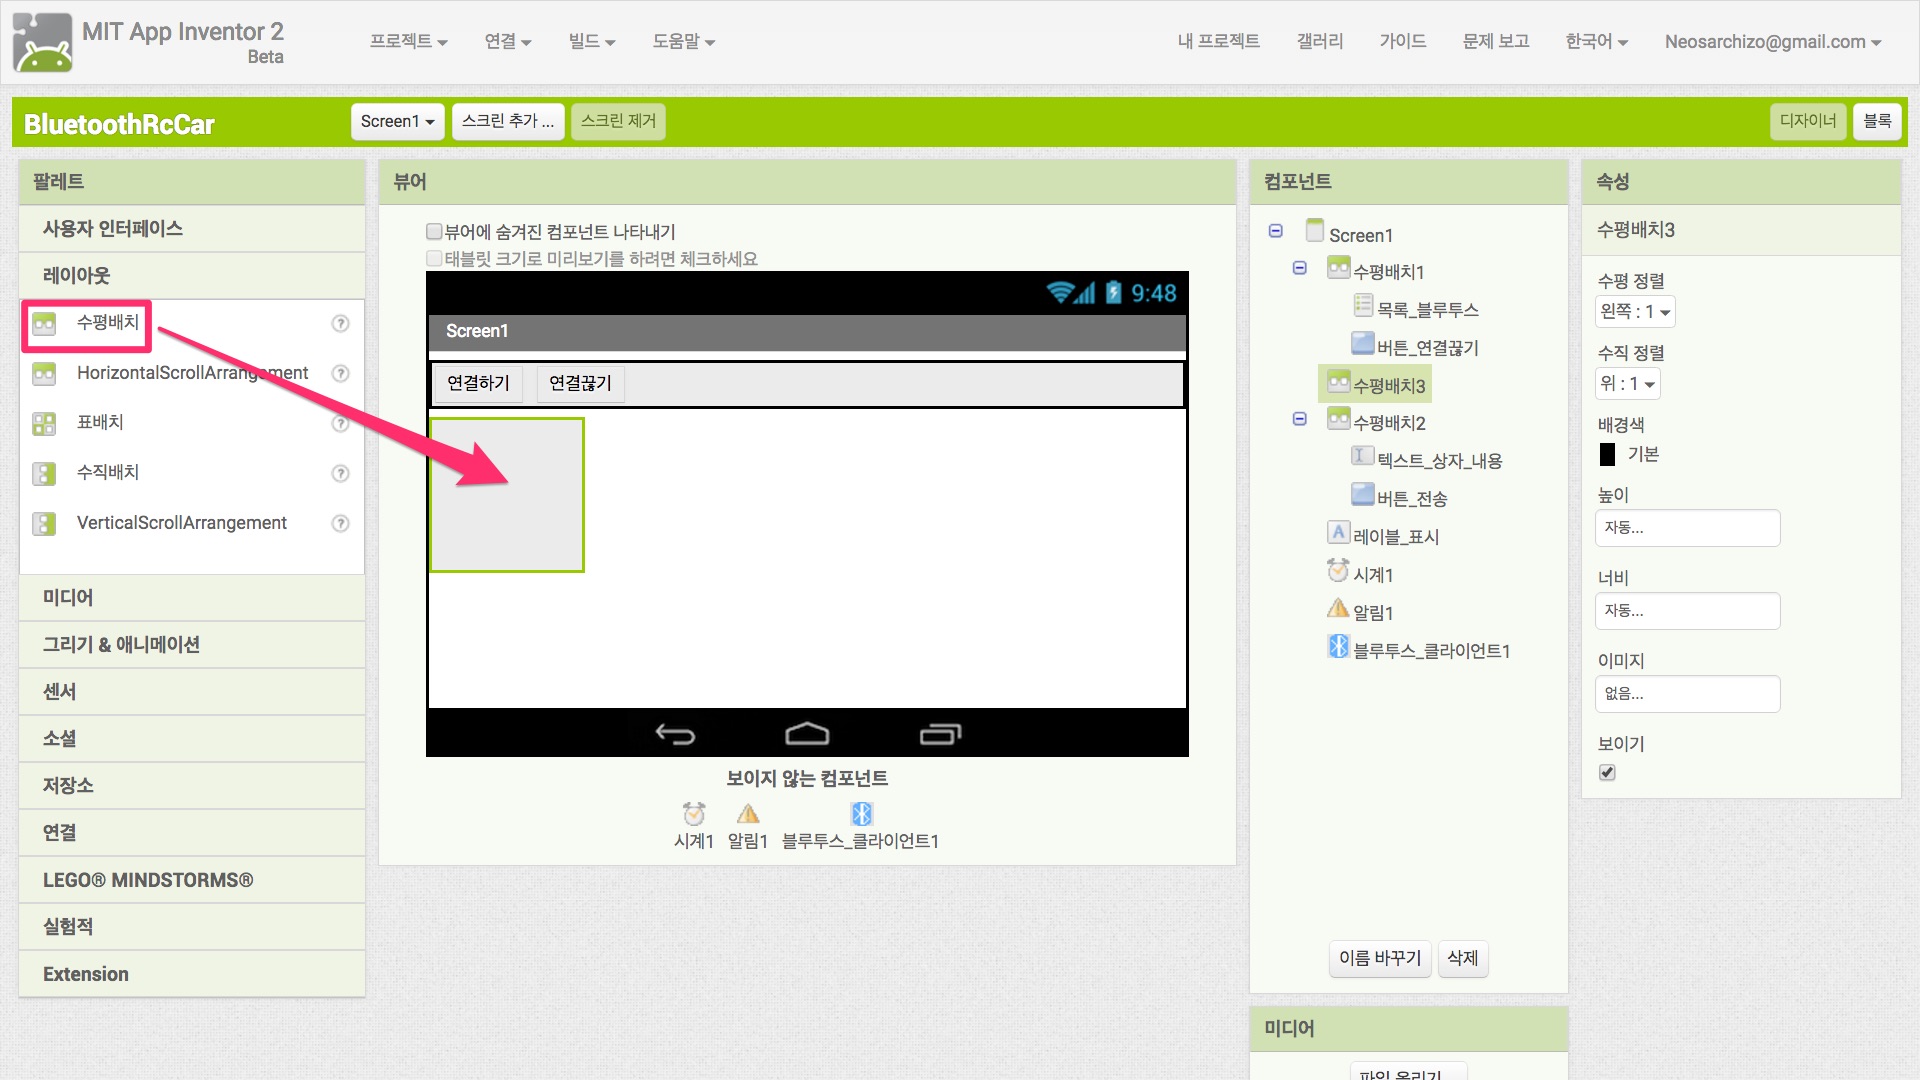 MIT App Inventor 2
Beta
프로젝트
연결
빌드
도움말
내 프로젝트
갤러리
가이드
문제 보고
한국어
Neosarchizo@gmail.com
BluetoothRcCar
Screen1
스크린 추가 ...
스크린 제거
디자이너
블록
팔레트
사용자 인터페이스
레이아웃
수평배치
?
HorizontalScrollArrangement
?
표배치
?
수직배치
?
VerticalScrollArrangement
?
미디어
그리기 & 애니메이션
센서
소셜
저장소
연결
LEGO® MINDSTORMS®
실험적
Extension
뷰어
뷰어에 숨겨진 컴포넌트 나타내기
태블릿 크기로 미리보기를 하려면 체크하세요
9:48
Screen1
연결하기
연결끊기
보이지 않는 컴포넌트
시계1
알림1
블루투스_클라이언트1
컴포넌트
Screen1
수평배치1
목록_블루투스
버튼_연결끊기
수평배치3
수평배치2
텍스트_상자_내용
버튼_전송
레이블_표시
시계1
알림1
블루투스_클라이언트1
이름 바꾸기
삭제
미디어
파일 올리기 ...
속성
수평배치3
수평 정렬
왼쪽 : 1
수직 정렬
위 : 1
배경색
기본
높이
자동...
너비
자동...
이미지
없음...
보이기